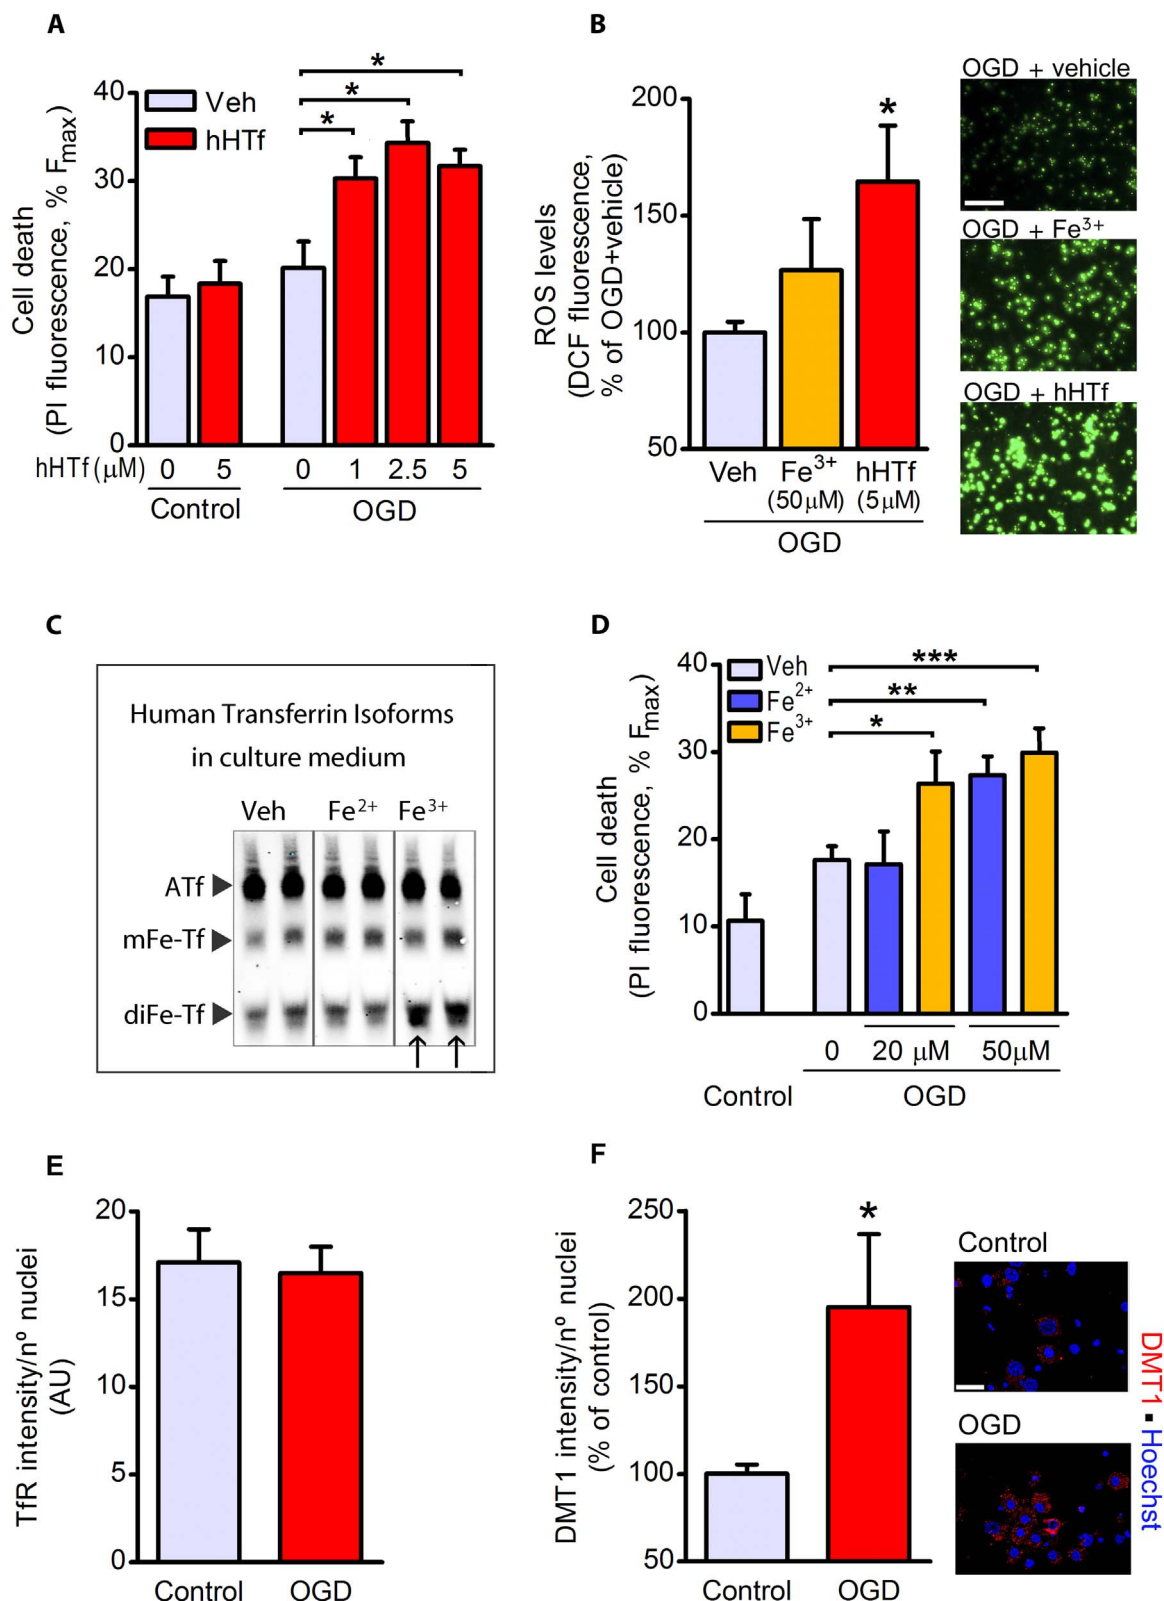 A
Cell death
(PI fluorescence, % Fmax)
40
30
20
10
0
Veh
hHTf
*
*
*
hHTf (μM) 0 5 0 1 2.5 5
Control OGD
B
ROS levels
(DCF fluorescence,
% of OGD+vehicle)
200
150
100
50
*
Veh Fe3+ hHTf
(50μM) (5μM)
OGD
OGD + vehicle
OGD + Fe3+
OGD + hHTf
C
Human Transferrin Isoforms
in culture medium
Veh Fe2+ Fe3+
ATf
mFe-Tf
diFe-Tf
D
Cell death
(PI fluorescence, % Fmax)
40
30
20
10
0
Veh
Fe2+
Fe3+
***
**
*
0 20 μM 50μM
Control OGD
E
TfR intensity/nº nuclei
(AU)
20
15
10
5
0
Control OGD
F
DMT1 intensity/nº nuclei
(% of control)
250
200
150
100
50
*
Control OGD
Control
OGD
DMT1 ▪ Hoechst